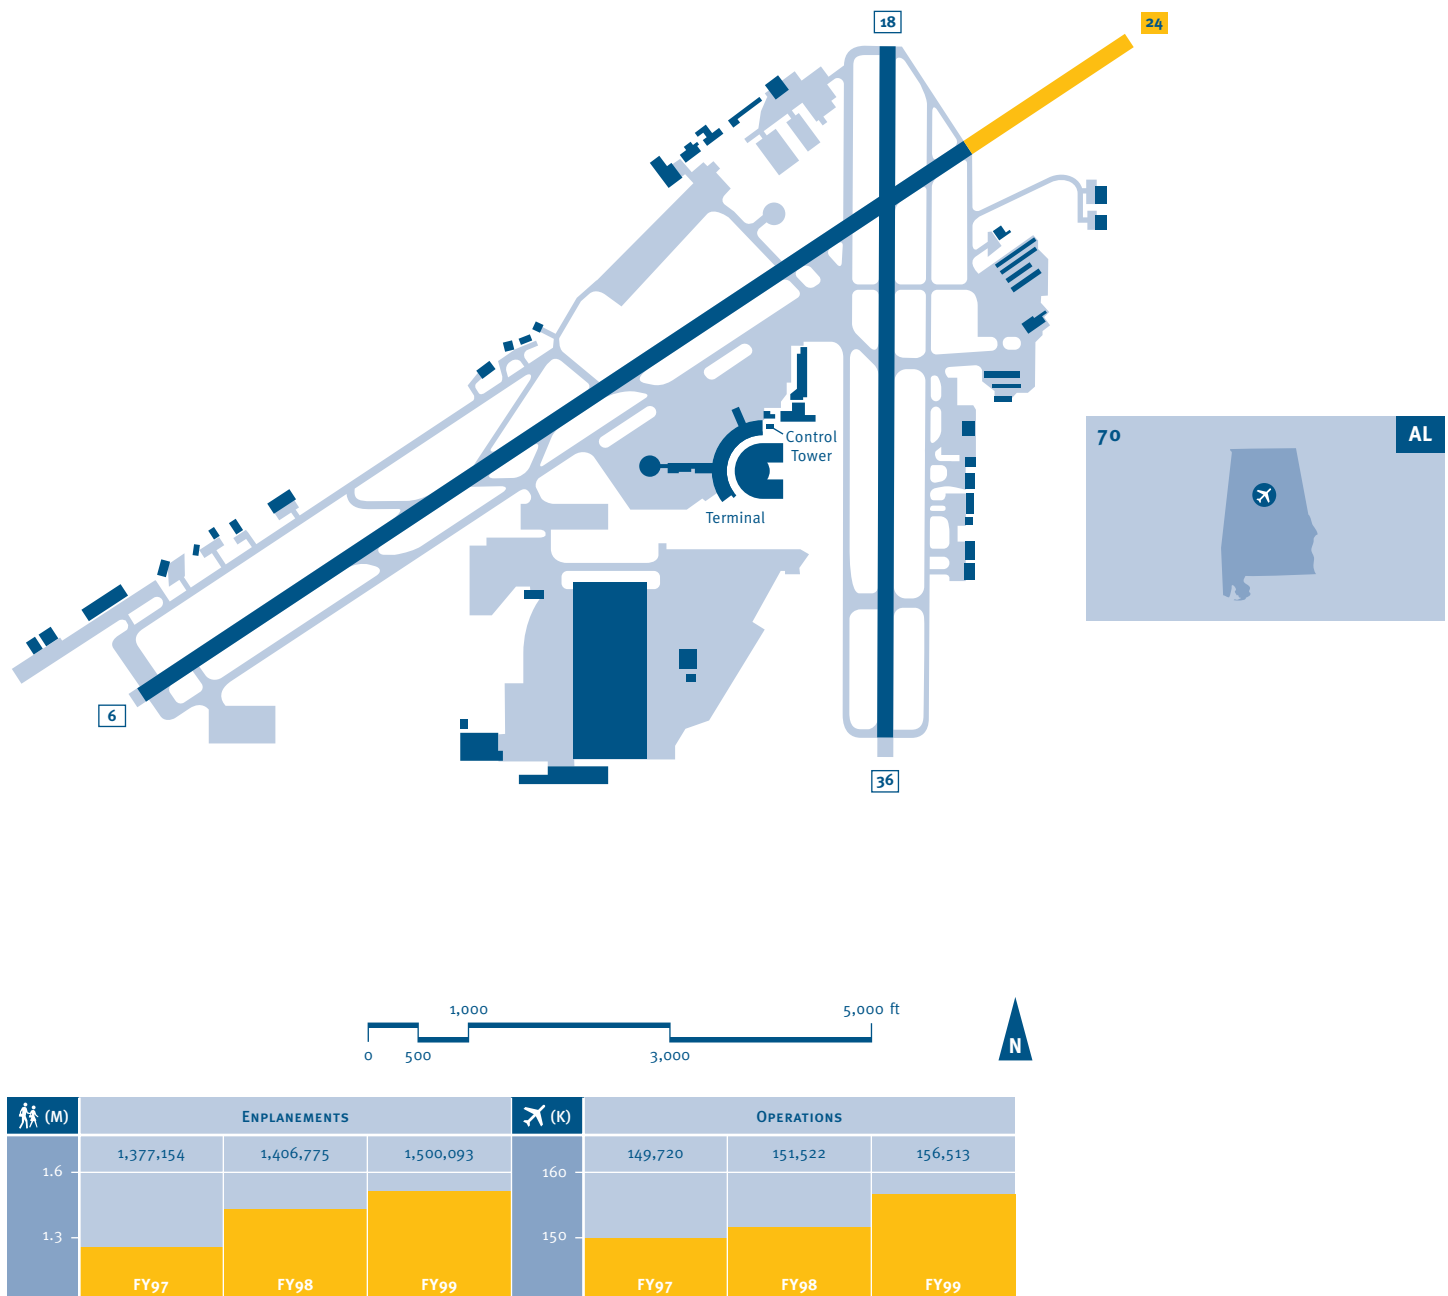 18
24
Control
Tower
70
AL
Terminal
6
36
1,000
5,000 ft
0
500
3,000
N
(M)
Enplanements
(K)
Operations
1,377,154
1,406,775
1,500,093
149,720
151,522
156,513
1.6
160
1.3
150
FY97
FY98
FY99
FY97
FY98
FY99